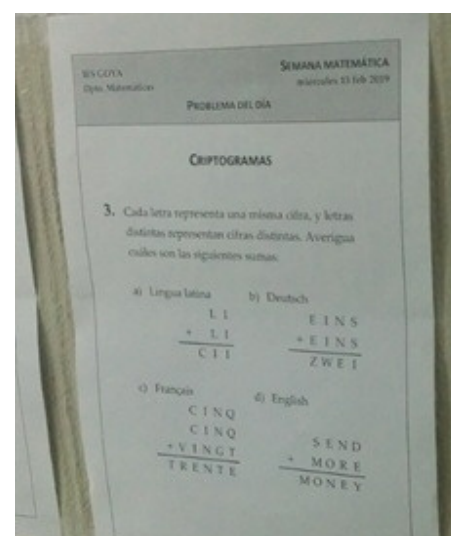 IES GOYA
SEMANA MATEMÁTICA
Dpto. Matemáticas
miércoles 13 feb 2019
PROBLEMA DEL DÍA
CRIPTOGRAMAS
3. Cada letra representa una misma cifra, y letras
distintas representan cifras distintas. Averigua
cuáles son las siguientes sumas.
a) Lingua latina
b) Deutsch
L I
+ L I
C I I
E I N S
+ E I N S
Z W E I
c) Français
d) English
C I N Q
C I N Q
+ V I N G T
T R E N T E
S E N D
+ M O R E
M O N E Y